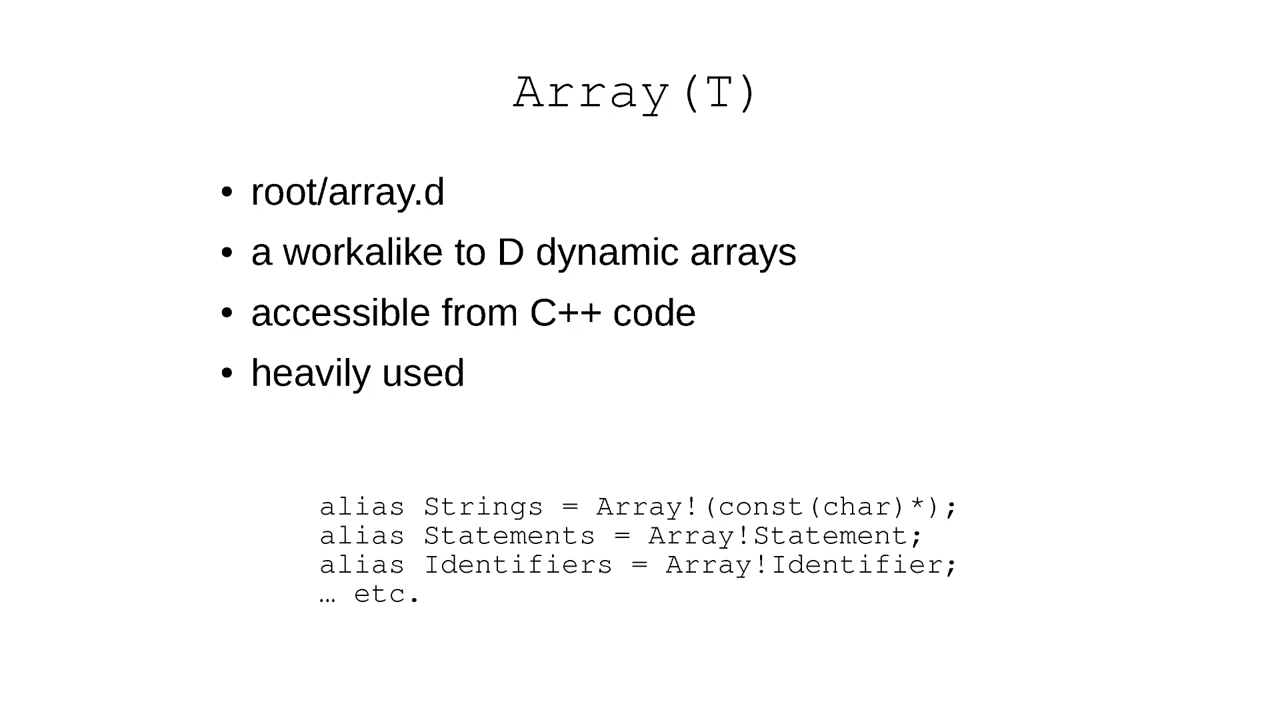 Array(T)
• root/array.d
• a workalike to D dynamic arrays
• accessible from C++ code
• heavily used
alias Strings = Array!(const(char)*);
alias Statements = Array!Statement;
alias Identifiers = Array!Identifier;
… etc.